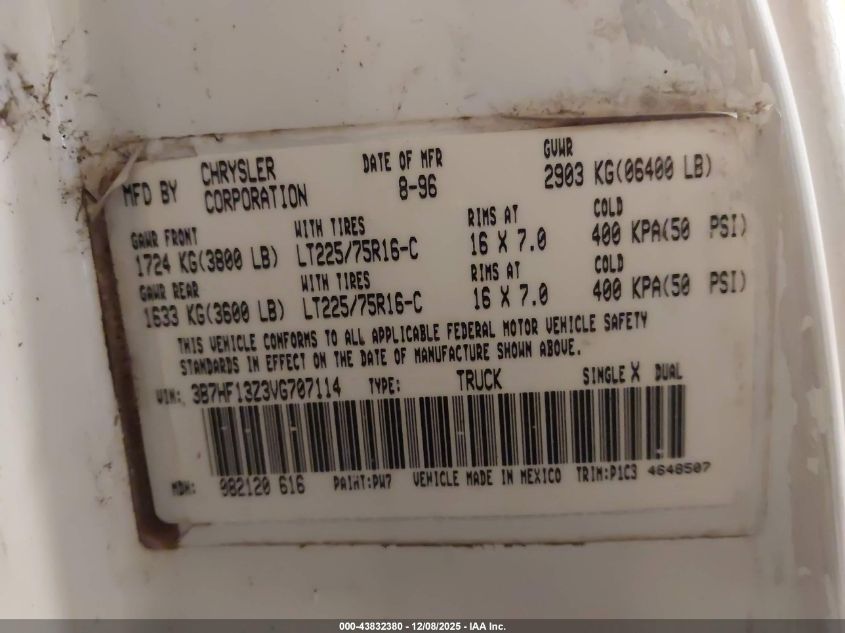 MFD BY CHRYSLER CORPORATION DATE OF MFR 8-96 GVWR 2903 KG(06400 LB)
GAWR FRONT WITH TIRES RIMS AT COLD
1724 KG(3800 LB) LT225/75R16-C 16 X 7.0 400 KPA(50 PSI)
GAWR REAR WITH TIRES RIMS AT COLD
1633 KG(3600 LB) LT225/75R16-C 16 X 7.0 400 KPA(50 PSI)
THIS VEHICLE CONFORMS TO ALL APPLICABLE FEDERAL MOTOR VEHICLE SAFETY
STANDARDS IN EFFECT ON THE DATE OF MANUFACTURE SHOWN ABOVE.
VIN: 3B7HF13Z3VG707114 TYPE: TRUCK SINGLE X DUAL
MDH: 082120 616 PAINT:PW7 VEHICLE MADE IN MEXICO TRIM:P1C3 4648507
000-43832380 - 12/08/2025 - IAA Inc.